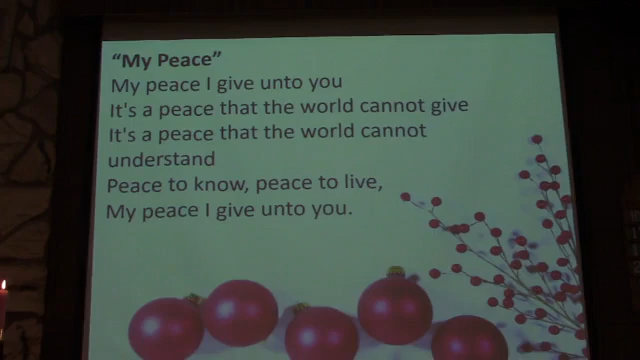 “My Peace”
My peace I give unto you
It's a peace that the world cannot give
It's a peace that the world cannot
understand
Peace to know, peace to live,
My peace I give unto you.